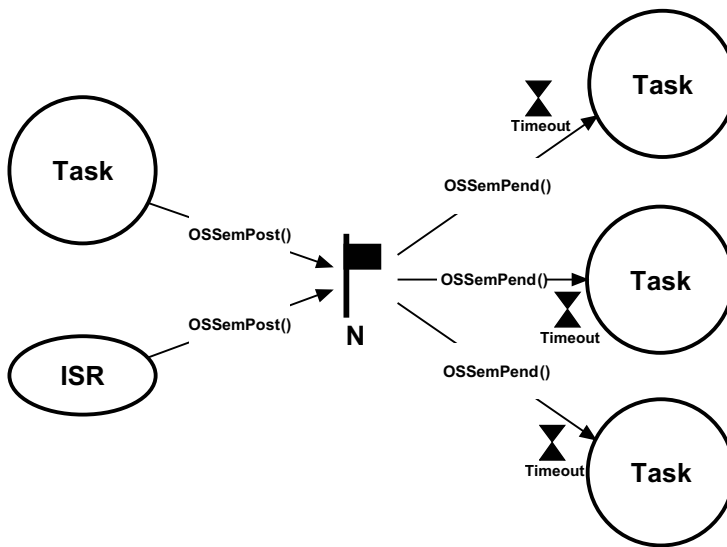 Task
Timeout
Task
OSSemPend()
OSSemPost()
OSSemPend()
Task
OSSemPost()
N
Timeout
ISR
OSSemPend()
Timeout
Task